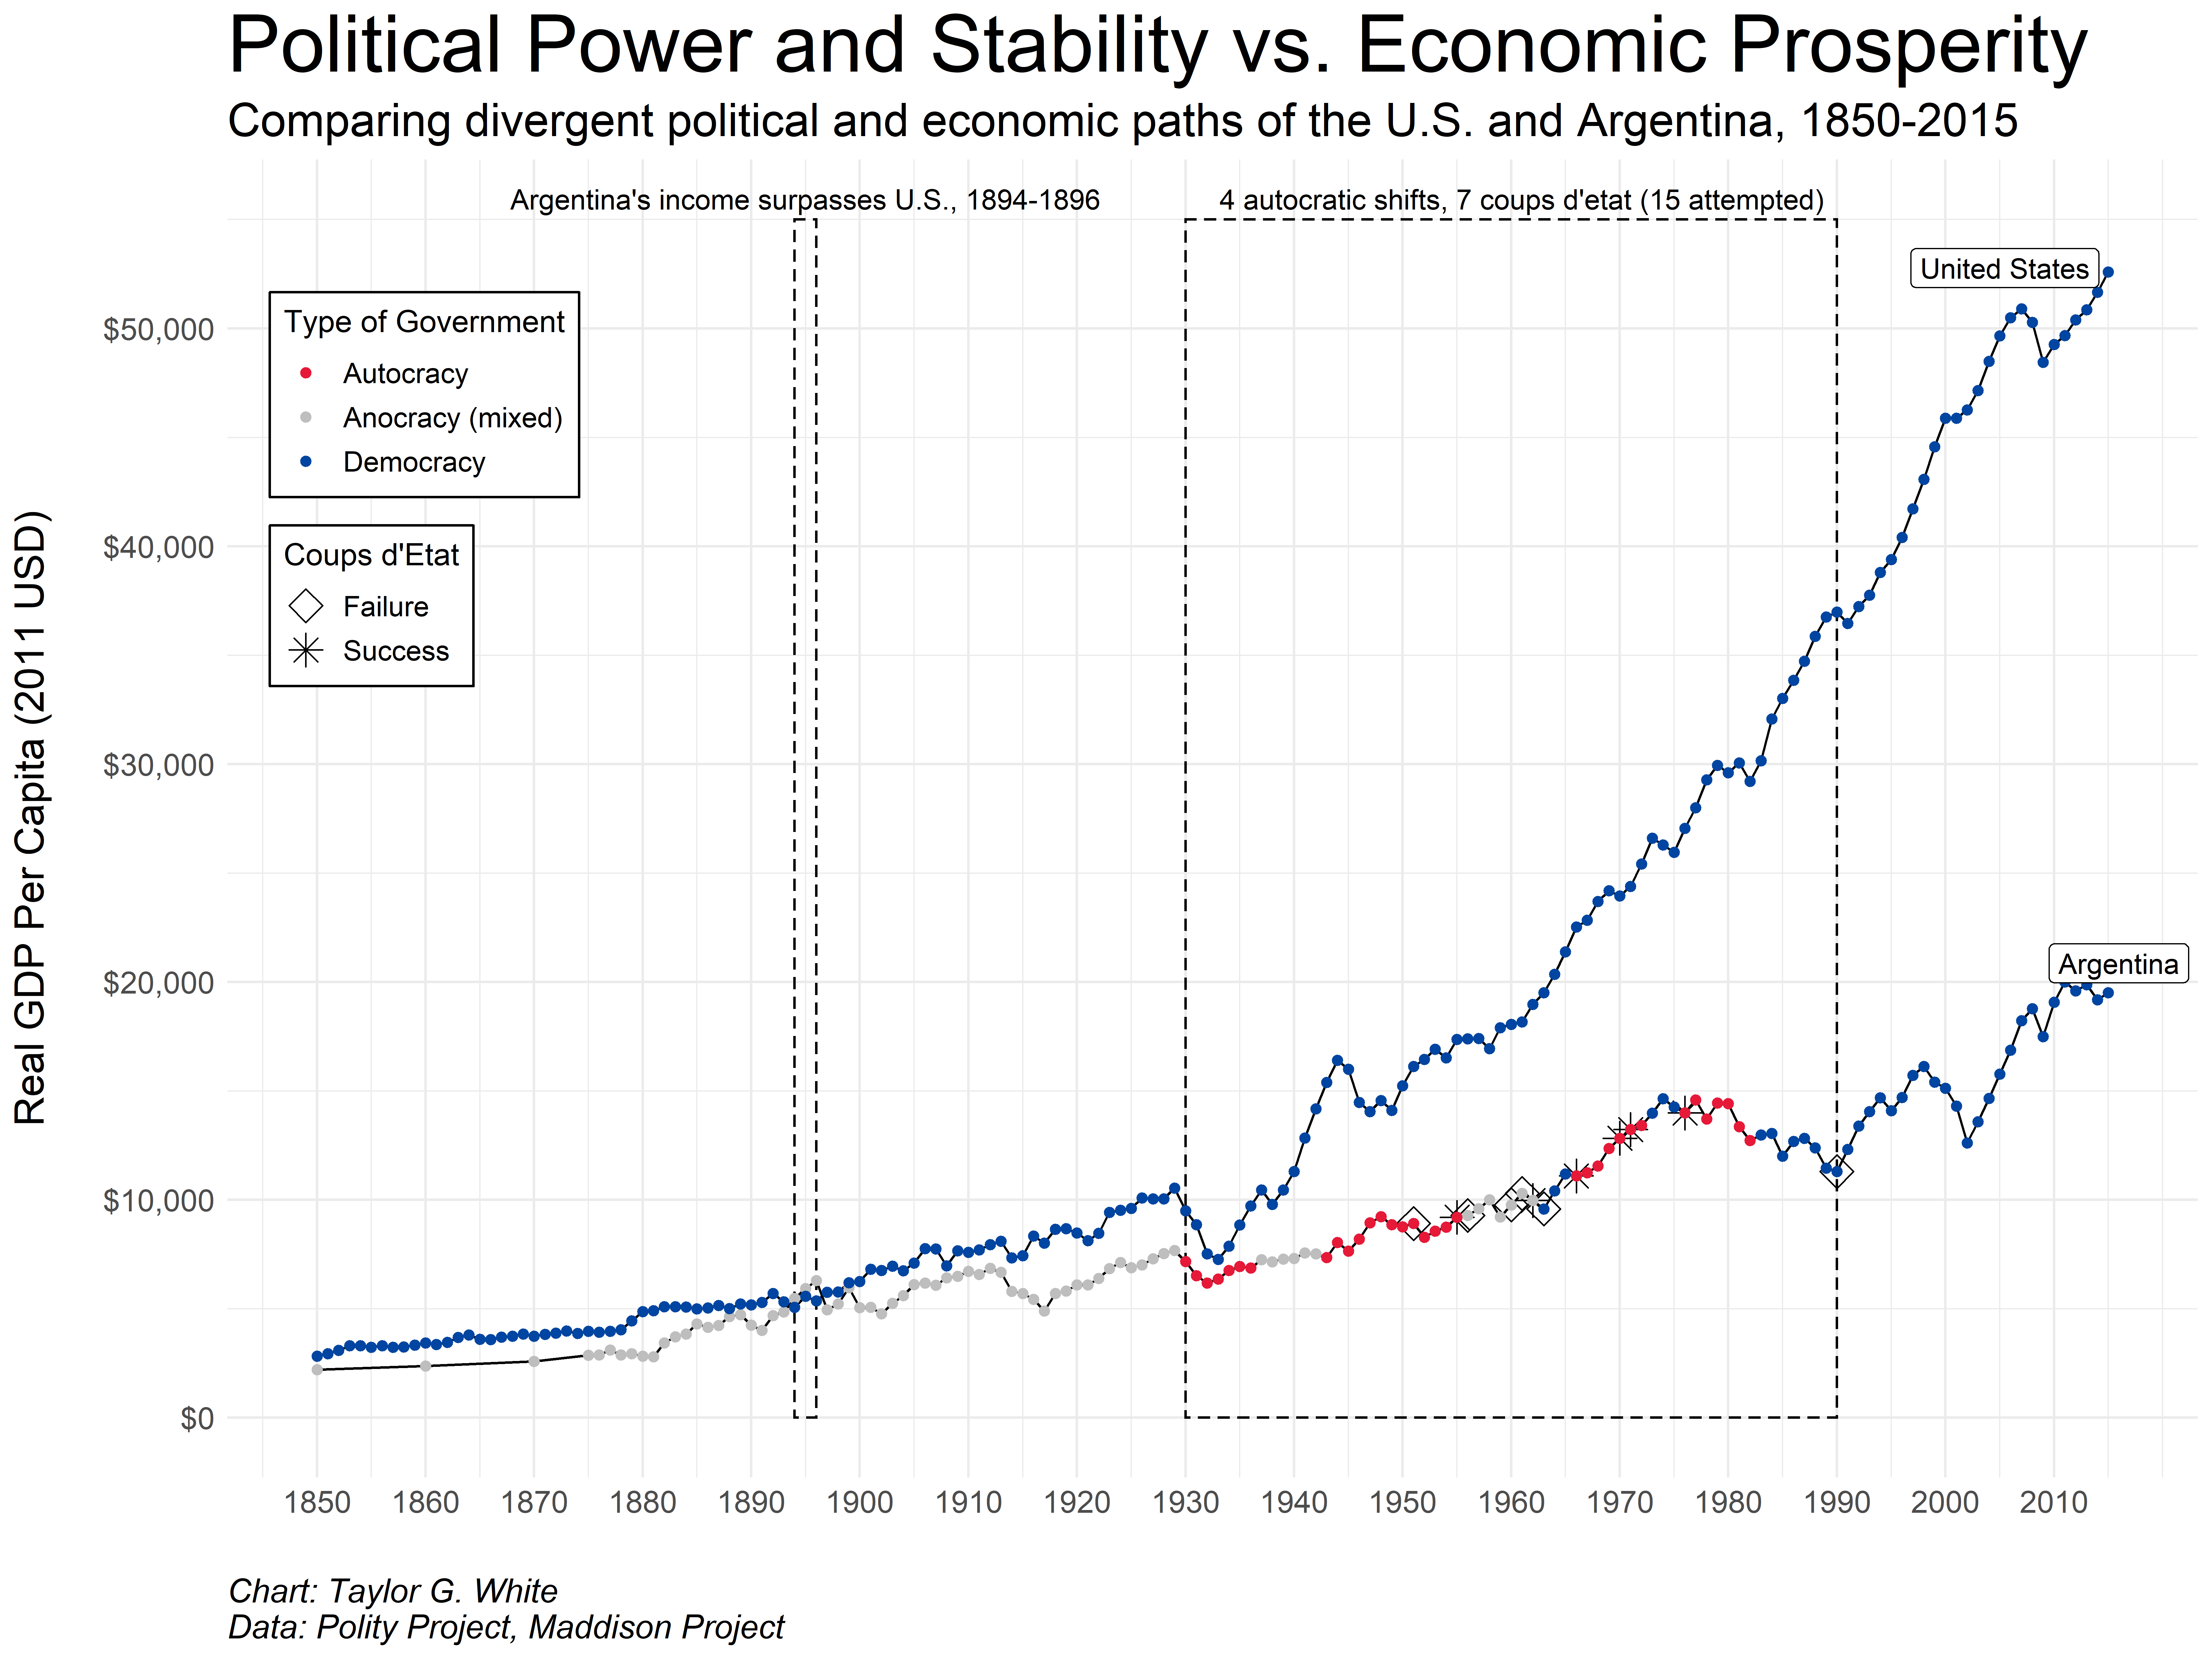 Political Power and Stability vs. Economic Prosperity
Comparing divergent political and economic paths of the U.S. and Argentina, 1850-2015
Argentina's income surpasses U.S., 1894-1896
4 autocratic shifts, 7 coups d'etat (15 attempted)
United States
Type of Government
Autocracy
Anocracy (mixed)
Democracy
Coups d'Etat
Failure
Success
Argentina
Real GDP Per Capita (2011 USD)
$50,000
$40,000
$30,000
$20,000
$10,000
$0
1850 1860 1870 1880 1890 1900 1910 1920 1930 1940 1950 1960 1970 1980 1990 2000 2010
Chart: Taylor G. White
Data: Polity Project, Maddison Project